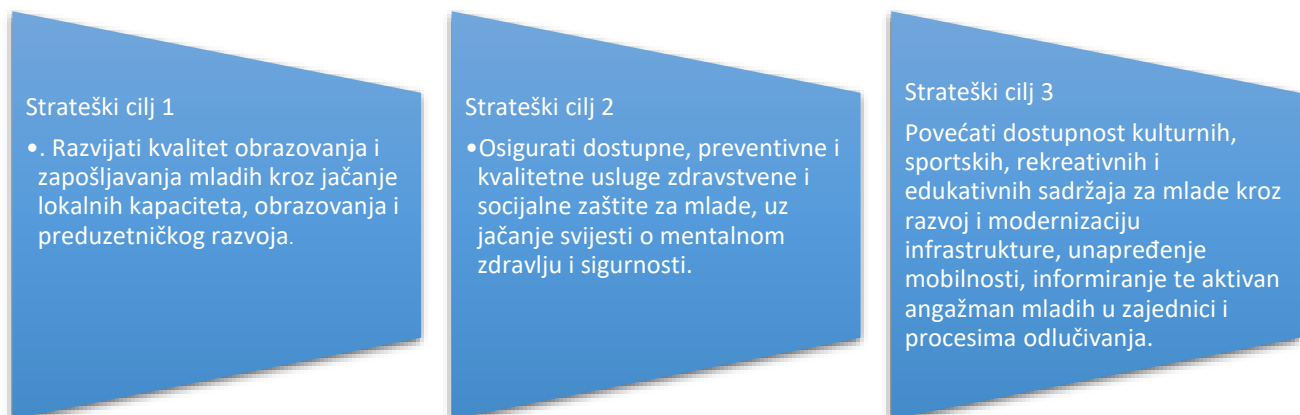 Strateški cilj 1
•. Razvijati kvalitet obrazovanja i
zapošljavanja mladih kroz jačanje
lokalnih kapaciteta, obrazovanja i
preduzetničkog razvoja.
Strateški cilj 2
•Osigurati dostupne, preventivne i
kvalitetne usluge zdravstvene i
socijalne zaštite za mlade, uz
jačanje svijesti o mentalnom
zdravlju i sigurnosti.
Strateški cilj 3
Povećati dostupnost kulturnih,
sportskih, rekreativnih i
edukativnih sadržaja za mlade kroz
razvoj i modernizaciju
infrastrukture, unapređenje
mobilnosti, informiranje te aktivan
angažman mladih u zajednici i
procesima odlučivanja.